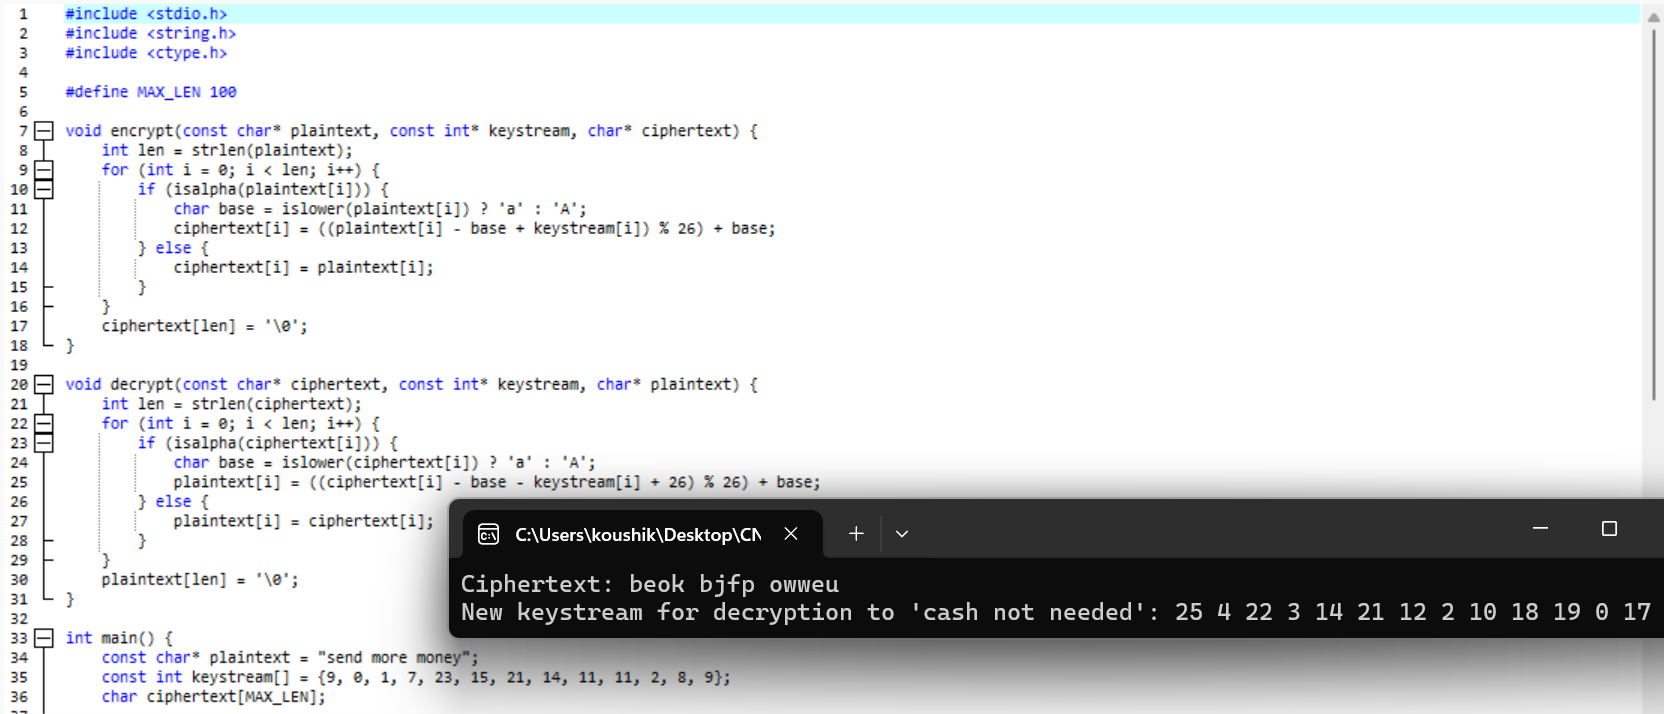 1 #include <stdio.h>
2 #include <string.h>
3 #include <ctype.h>
4
5 #define MAX_LEN 100
6
7 void encrypt(const char* plaintext, const int* keystream, char* ciphertext) {
8 int len = strlen(plaintext);
9 for (int i = 0; i < len; i++) {
10 if (isalpha(plaintext[i])) {
11 char base = islower(plaintext[i]) ? 'a' : 'A';
12 ciphertext[i] = ((plaintext[i] - base + keystream[i]) % 26) + base;
13 } else {
14 ciphertext[i] = plaintext[i];
15 }
16 }
17 ciphertext[len] = '\0';
18 }
19
20 void decrypt(const char* ciphertext, const int* keystream, char* plaintext) {
21 int len = strlen(ciphertext);
22 for (int i = 0; i < len; i++) {
23 if (isalpha(ciphertext[i])) {
24 char base = islower(ciphertext[i]) ? 'a' : 'A';
25 plaintext[i] = ((ciphertext[i] - base - keystream[i] + 26) % 26) + base;
26 } else {
27 plaintext[i] = ciphertext[i];
28 }
29 }
30 plaintext[len] = '\0';
31 }
32
33 int main() {
34 const char* plaintext = "send more money";
35 const int keystream[] = {9, 0, 1, 7, 23, 15, 21, 14, 11, 11, 2, 8, 9};
36 char ciphertext[MAX_LEN];
C:\Users\koushik\Desktop\CN
Ciphertext: beok bjfp owweu
New keystream for decryption to 'cash not needed': 25 4 22 3 14 21 12 2 10 18 19 0 17